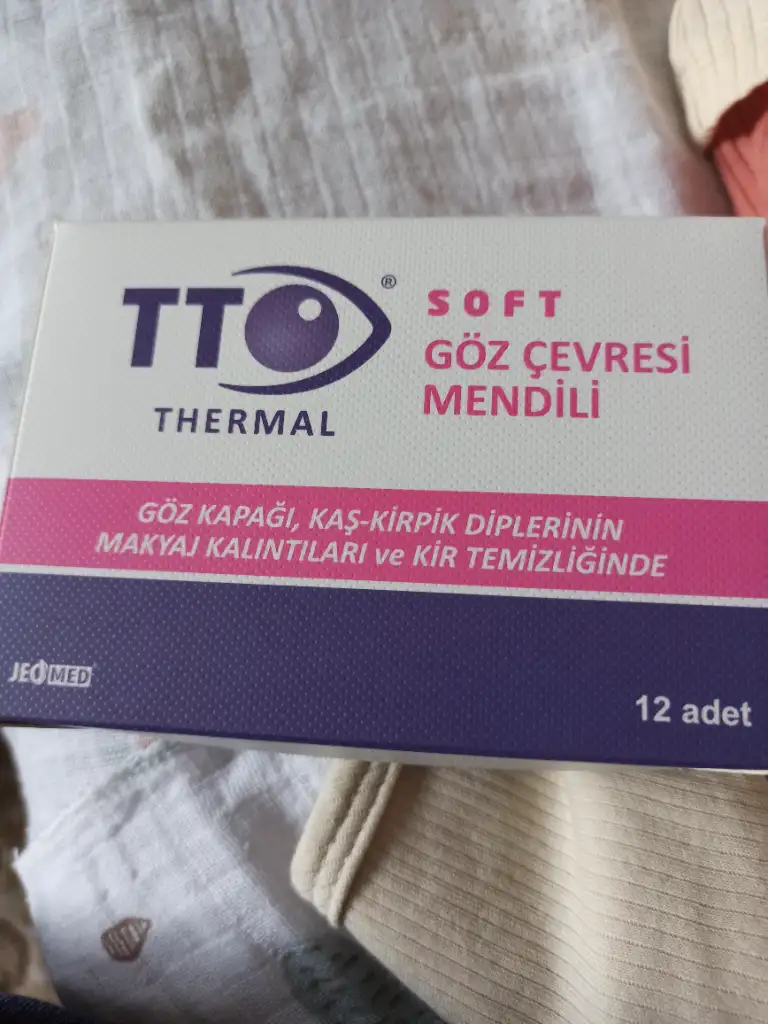 TTO®
THERMAL
SOFT
GÖZ ÇEVRESİ
MENDİLİ
GÖZ KAPAĞI, KAŞ-KİRPİK DİPLERİNİN
MAKYAJ KALINTILARI ve KİR TEMİZLİĞİNDE
JEOMED
12 adet